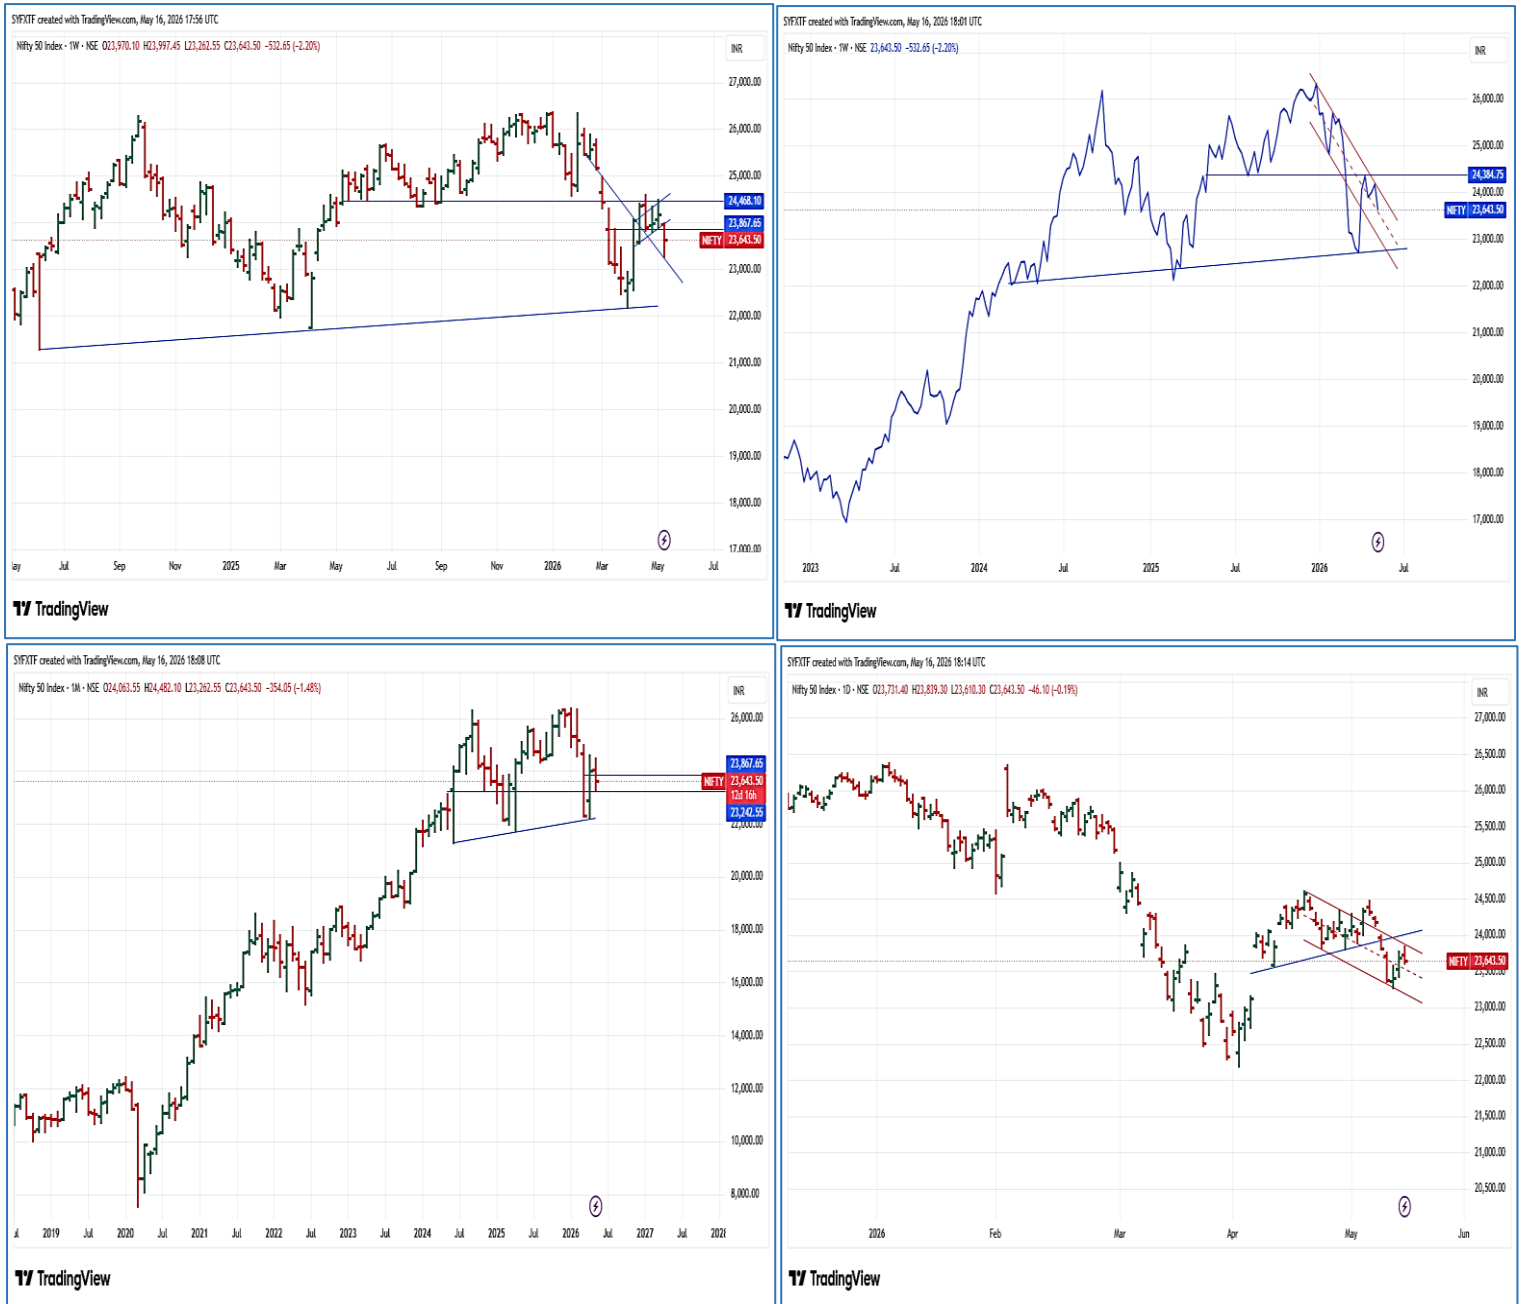 SYFXTF created with TradingView.com, May 16, 2026 17:56 UTC
Nifty 50 Index · 1W · NSE O23,970.10 H23,997.45 L23,262.55 C23,643.50 −532.65 (−2.20%)
INR
27,000.00
26,000.00
25,000.00
24,468.10
23,867.65
NIFTY 23,643.50
23,000.00
22,000.00
21,000.00
20,000.00
19,000.00
18,000.00
17,000.00
lay Jul Sep Nov 2025 Mar May Jul Sep Nov 2026 Mar May Jul
TradingView
SYFXTF created with TradingView.com, May 16, 2026 18:01 UTC
Nifty 50 Index · 1W · NSE 23,643.50 −532.65 (−2.20%)
INR
26,000.00
25,000.00
24,384.75
24,000.00
NIFTY 23,643.50
23,000.00
22,000.00
21,000.00
20,000.00
19,000.00
18,000.00
17,000.00
2023 Jul 2024 Jul 2025 Jul 2026 Jul
TradingView
SYFXTF created with TradingView.com, May 16, 2026 18:08 UTC
Nifty 50 Index · 1M · NSE O24,063.55 H24,482.10 L23,262.55 C23,643.50 −354.05 (−1.48%)
INR
26,000.00
23,867.65
NIFTY 23,643.50
12d 16h
23,242.55
22,000.00
20,000.00
18,000.00
16,000.00
14,000.00
12,000.00
10,000.00
8,000.00
2019 Jul 2020 Jul 2021 Jul 2022 Jul 2023 Jul 2024 Jul 2025 Jul 2026 Jul 2027 Jul 2028
TradingView
SYFXTF created with TradingView.com, May 16, 2026 18:14 UTC
Nifty 50 Index · 1D · NSE O23,731.40 H23,839.30 L23,610.30 C23,643.50 −46.10 (−0.19%)
INR
27,000.00
26,500.00
26,000.00
25,500.00
25,000.00
24,500.00
24,000.00
NIFTY 23,643.50
23,500.00
23,000.00
22,500.00
22,000.00
21,500.00
21,000.00
20,500.00
2026 Feb Mar Apr May Jun
TradingView